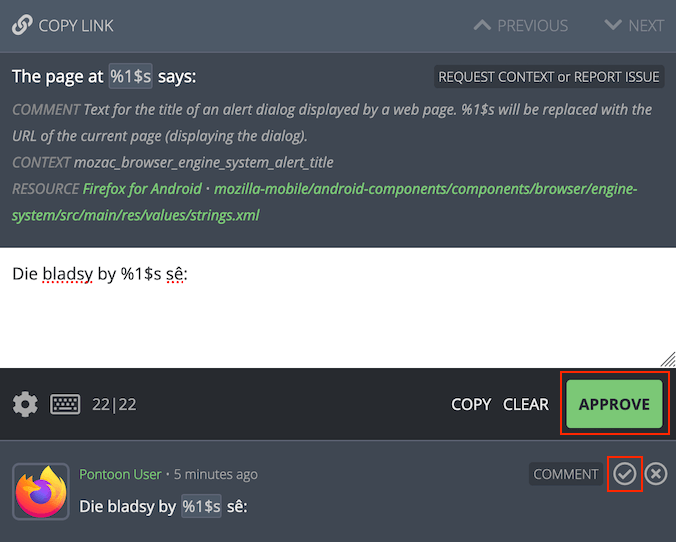 COPY LINK PREVIOUS NEXT
The page at %1$s says: REQUEST CONTEXT or REPORT ISSUE
COMMENT Text for the title of an alert dialog displayed by a web page. %1$s will be replaced with the
URL of the current page (displaying the dialog).
CONTEXT mozac_browser_engine_system_alert_title
RESOURCE Firefox for Android • mozilla-mobile/android-components/components/browser/engine-
system/src/main/res/values/strings.xml
Die bladsy by %1$s sê:
22|22 COPY CLEAR APPROVE
Pontoon User • 5 minutes ago COMMENT
Die bladsy by %1$s sê: